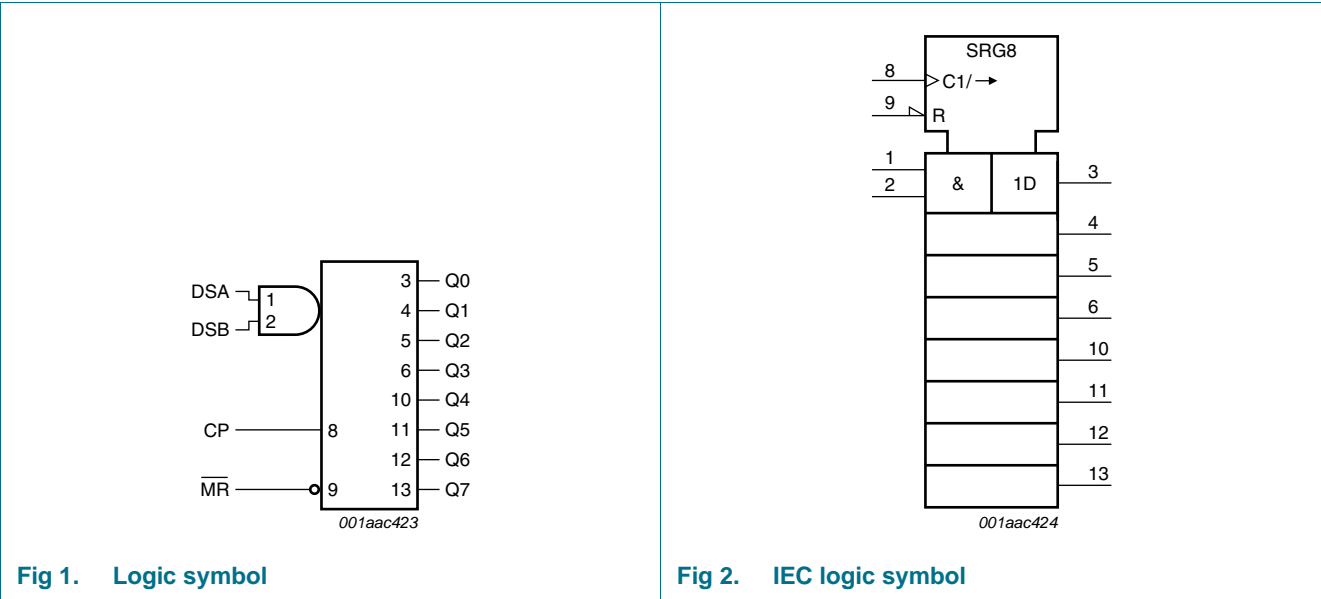 DSA
DSB
1
2
CP
8
MR
9
3
Q0
4
Q1
5
Q2
6
Q3
10
Q4
11
Q5
12
Q6
13
Q7
001aac423
Fig 1. Logic symbol
SRG8
8
C1/→
9
R
1
2
&
1D
3
4
5
6
10
11
12
13
001aac424
Fig 2. IEC logic symbol